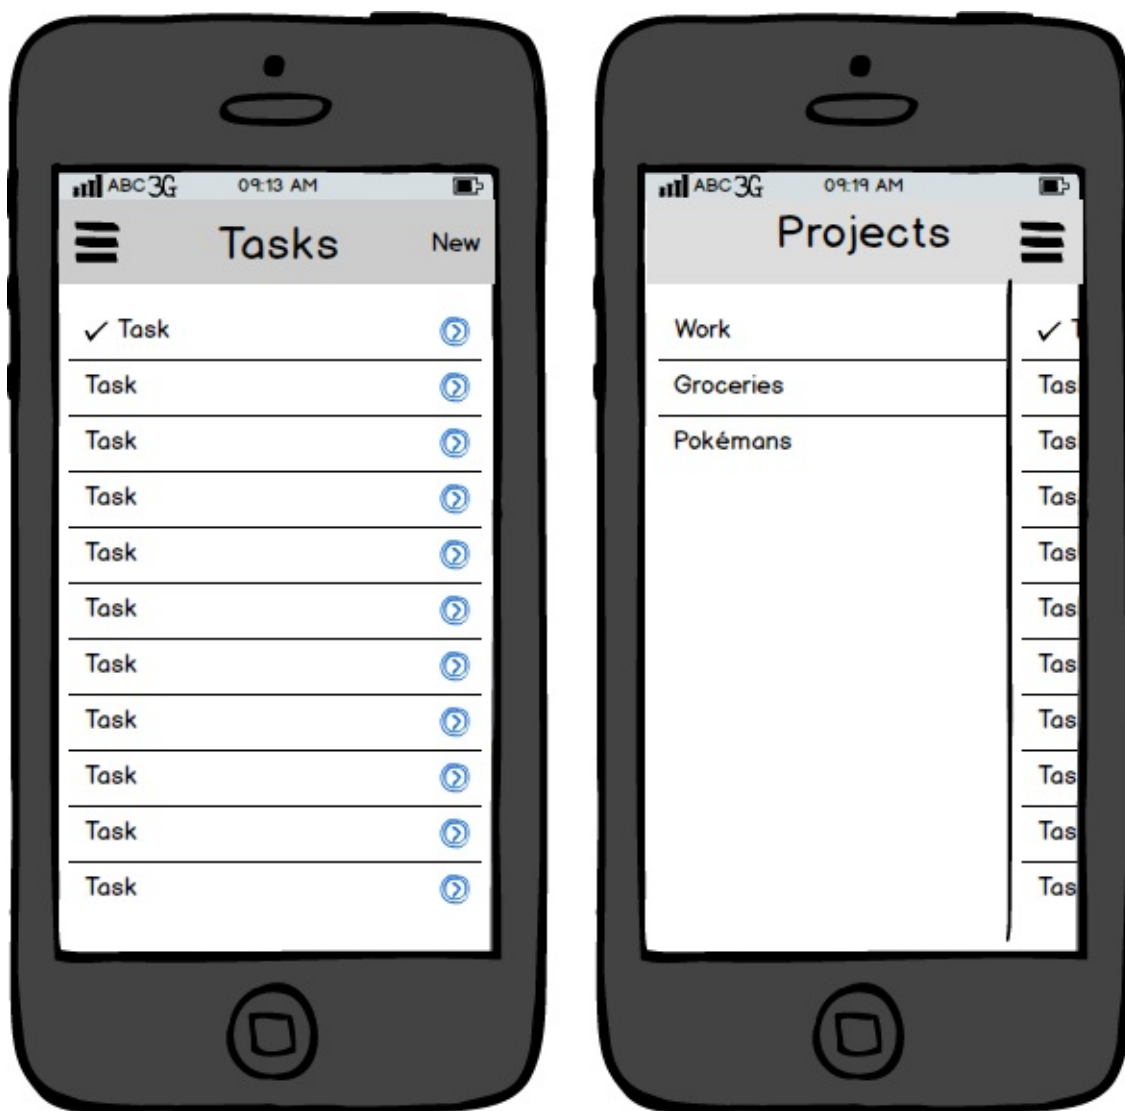 ABC 3G 09:13 AM
Tasks New
✓ Task
Task
Task
Task
Task
Task
Task
Task
Task
Task
Task
ABC 3G 09:19 AM
Projects
Work
Groceries
Pokémans
✓ T
Tas
Tas
Tas
Tas
Tas
Tas
Tas
Tas
Tas
Tas